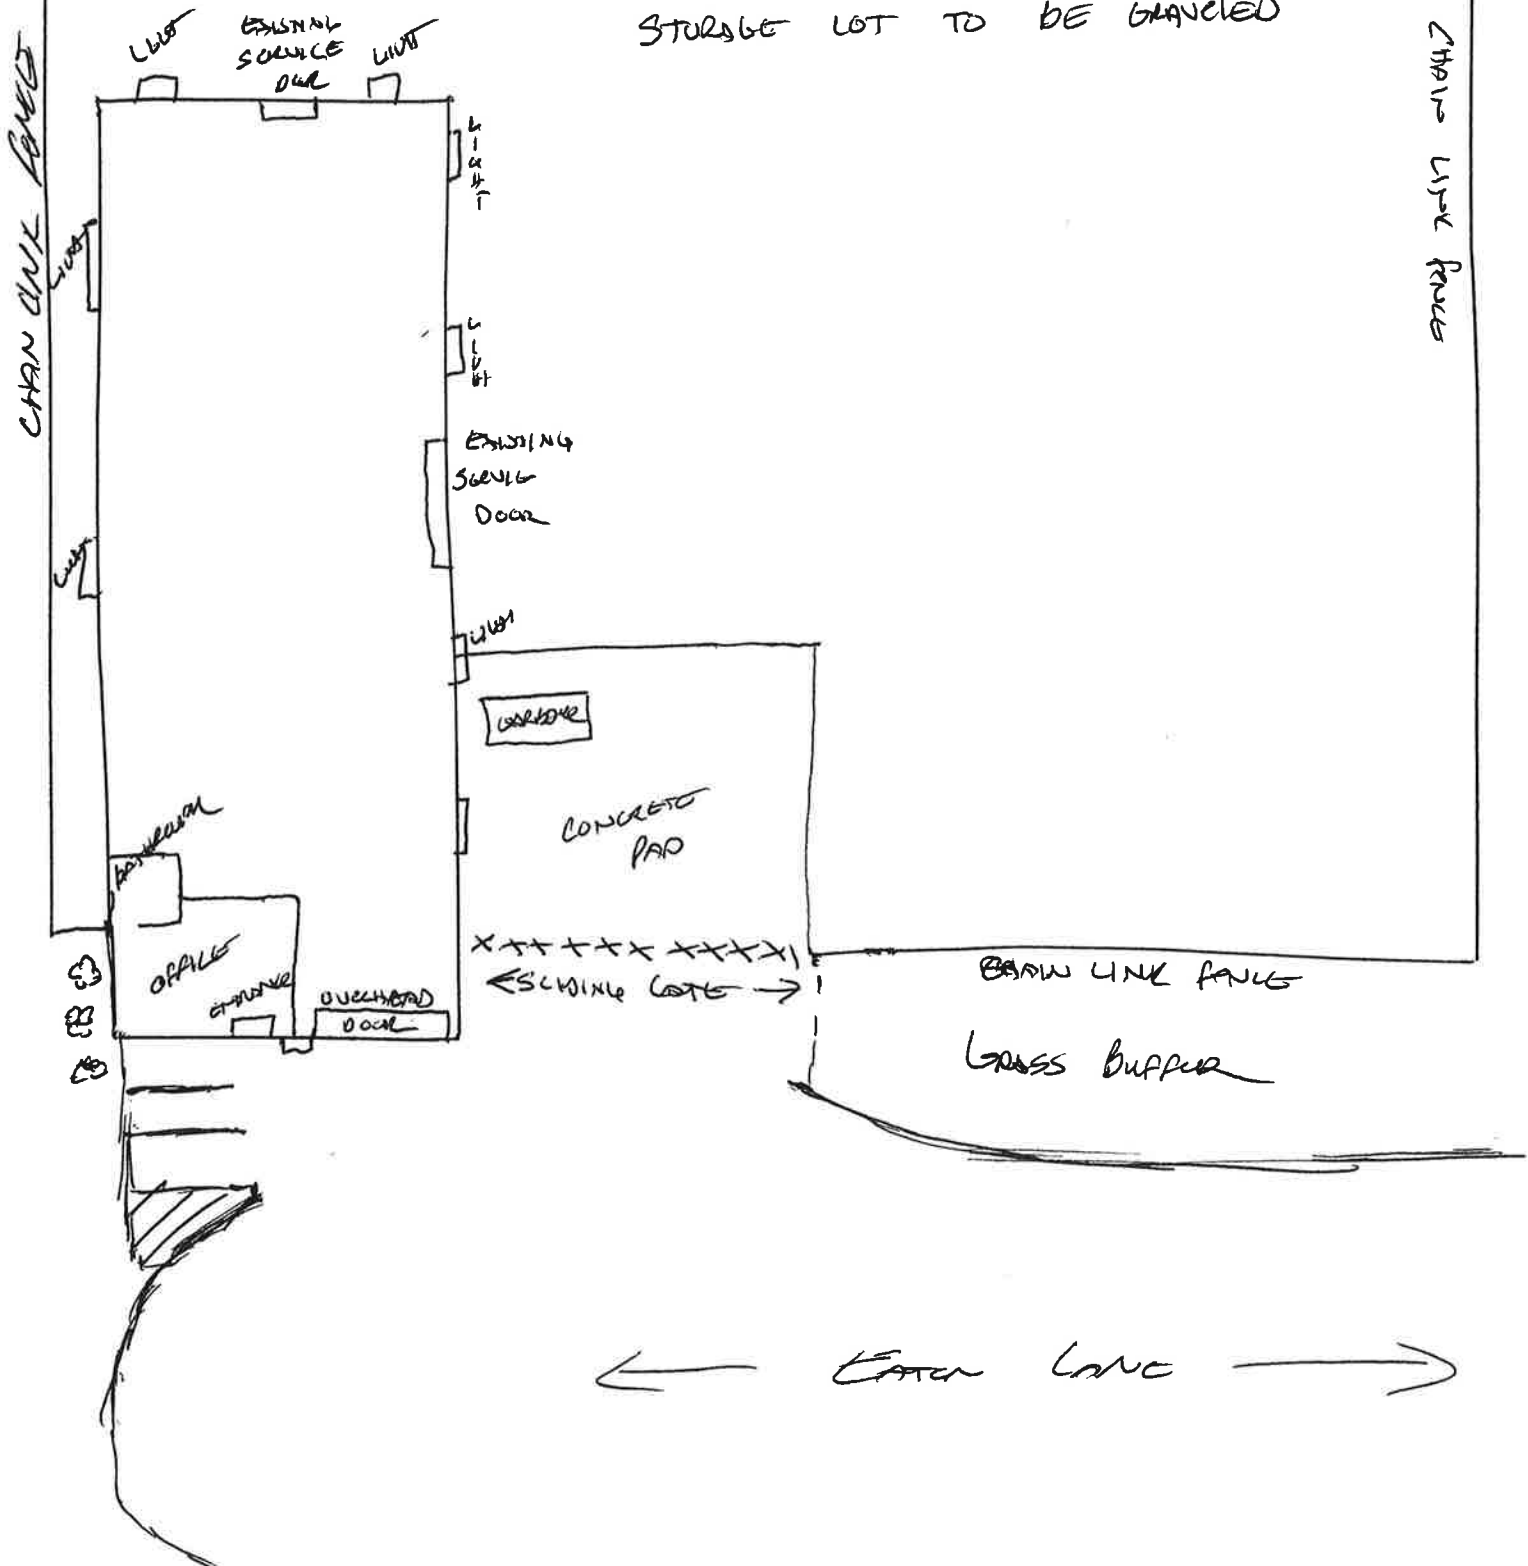 STORAGE LOT TO BE GRAVELED
LIGHT
EXISTING
SERVICE
DOOR
LIGHT
CHAIN LINK FENCE
CHAIN LINK FENCE
LIGHT
LIGHT
LIGHT
EXISTING
SERVICE
DOOR
LIGHT
LIGHT
GARBAGE
CONCRETE
PAD
BATHROOM
OFFICE
ENTRANCE
OVERHEAD
DOOR
SLIDING GATE
CHAIN LINK FENCE
GRASS BUFFER
EATON LANE